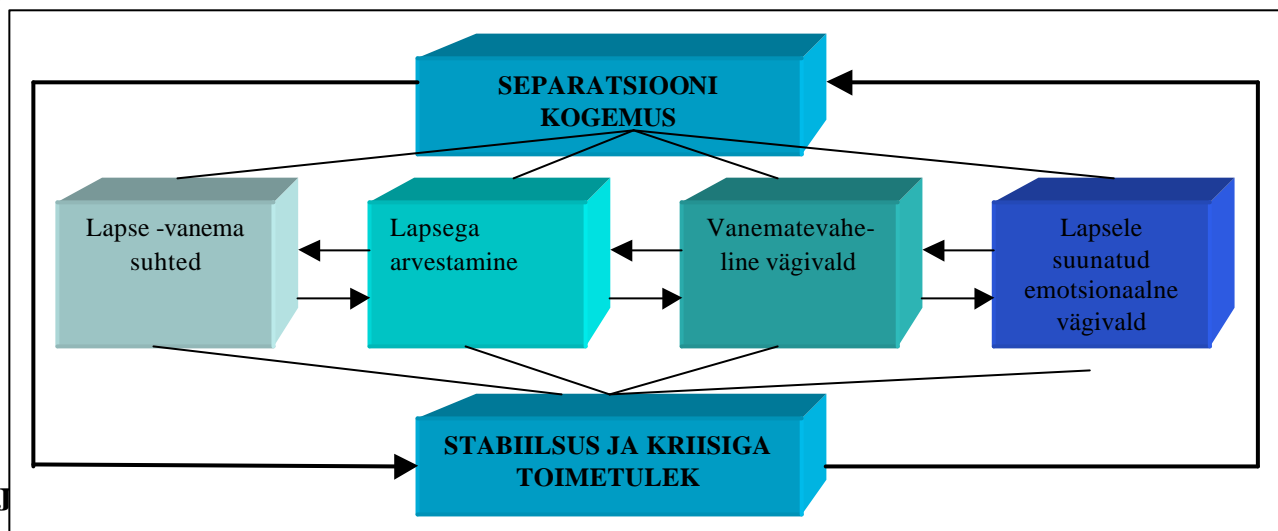 SEPARATSIOONI
KOGEMUS
Lapse -vanema
suhted
Lapsega
arvestamine
Vanematevahe-
line vägivald
Lapsele
suunatud
emotsionaalne
vägivald
STABIILSUS JA KRIISIGA
TOIMETULEK